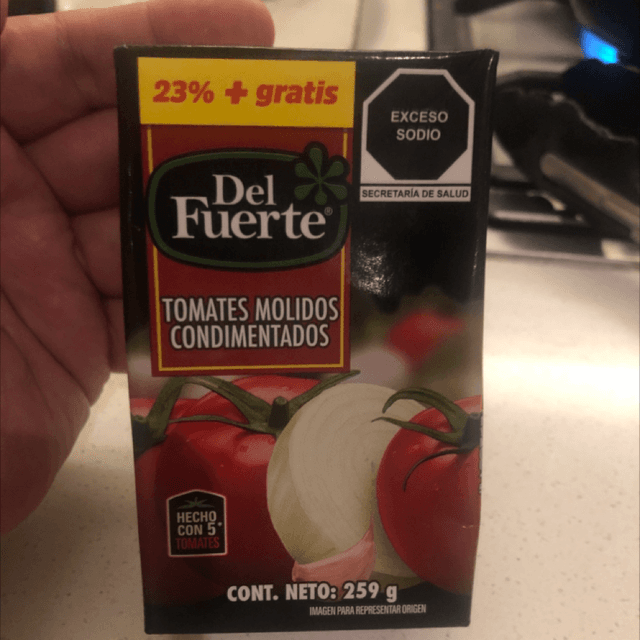 23% + gratis
EXCESO
SODIO
SECRETARÍA DE SALUD
Del
Fuerte®
TOMATES MOLIDOS
CONDIMENTADOS
HECHO
CON 5*
TOMATES
CONT. NETO: 259 g
IMAGEN PARA REPRESENTAR ORIGEN